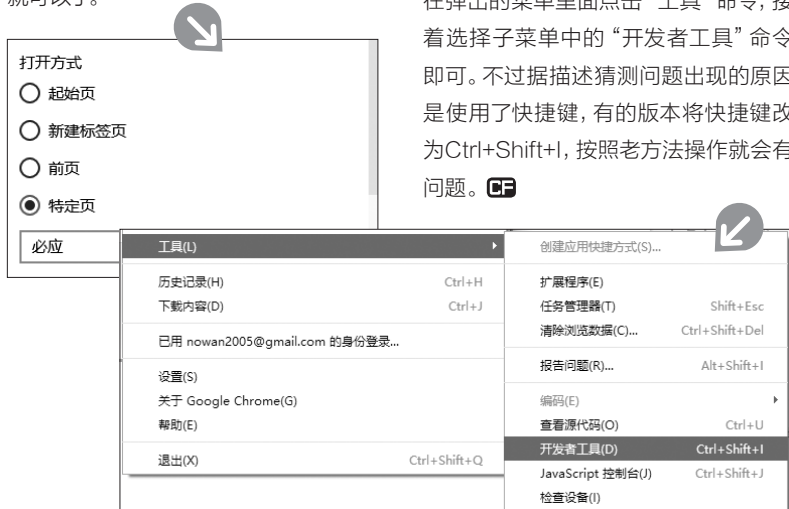 就可以了。
打开方式
起始页
新建标签页
前页
特定页
必应
在弹出的菜单里面点击“工具”命令，接
着选择子菜单中的“开发者工具”命令
即可。不过据描述猜测问题出现的原因
是使用了快捷键，有的版本将快捷键改
为Ctrl+Shift+I，按照老方法操作就会有
问题。CF
工具(L)
历史记录(H) Ctrl+H
下载内容(D) Ctrl+J
已用 nowan2005@gmail.com 的身份登录...
设置(S)
关于 Google Chrome(G)
帮助(E)
退出(X) Ctrl+Shift+Q
创建应用快捷方式(S)...
扩展程序(E)
任务管理器(T) Shift+Esc
清除浏览数据(C)... Ctrl+Shift+Del
报告问题(R)... Alt+Shift+I
编码(E)
查看源代码(O) Ctrl+U
开发者工具(D) Ctrl+Shift+I
JavaScript 控制台(J) Ctrl+Shift+J
检查设备(I)